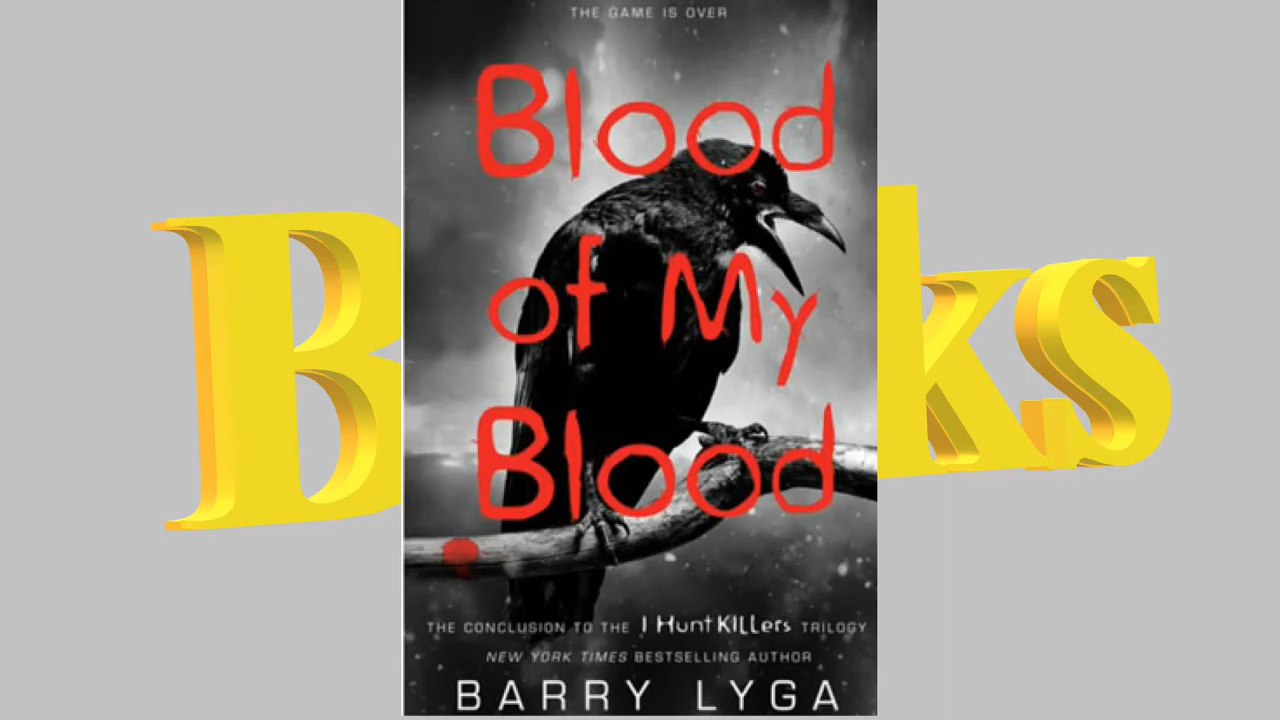 THE GAME IS OVER
Blood
of My
Blood
THE CONCLUSION TO THE I Hunt KILLers TRILOGY
NEW YORK TIMES BESTSELLING AUTHOR
BARRY LYGA
B ks